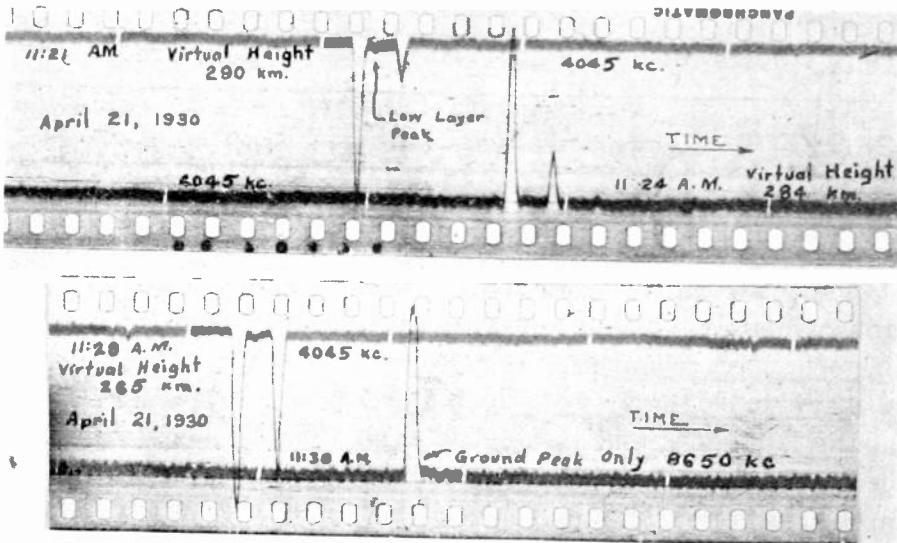 PANCHROMATIC
11:21 AM
Virtual Height
290 km.
4045 kc.
Low Layer
Peak
April 21, 1930
TIME
4045 kc.
11:24 A.M.
Virtual Height
284 km.
11:28 A.M.
Virtual Height
265 km.
4045 kc.
April 21, 1930
TIME
11:30 A.M.
Ground Peak Only 8650 kc